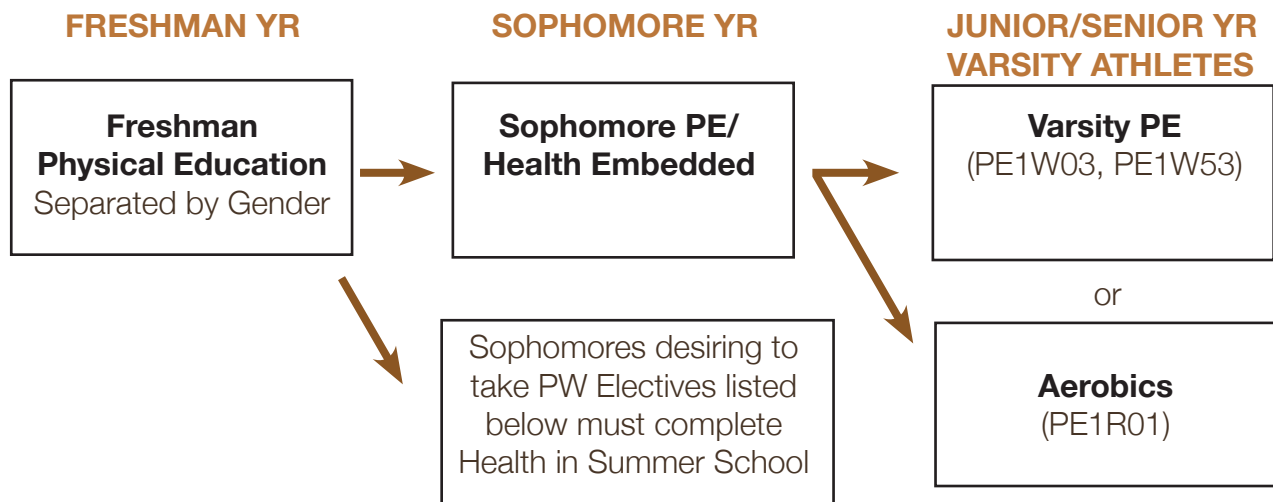 FRESHMAN YR
SOPHOMORE YR
JUNIOR/SENIOR YR
VARSITY ATHLETES
Freshman
Physical Education
Separated by Gender
Sophomore PE/
Health Embedded
Varsity PE
(PE1W03, PE1W53)
or
Sophomores desiring to
take PW Electives listed
below must complete
Health in Summer School
Aerobics
(PE1R01)